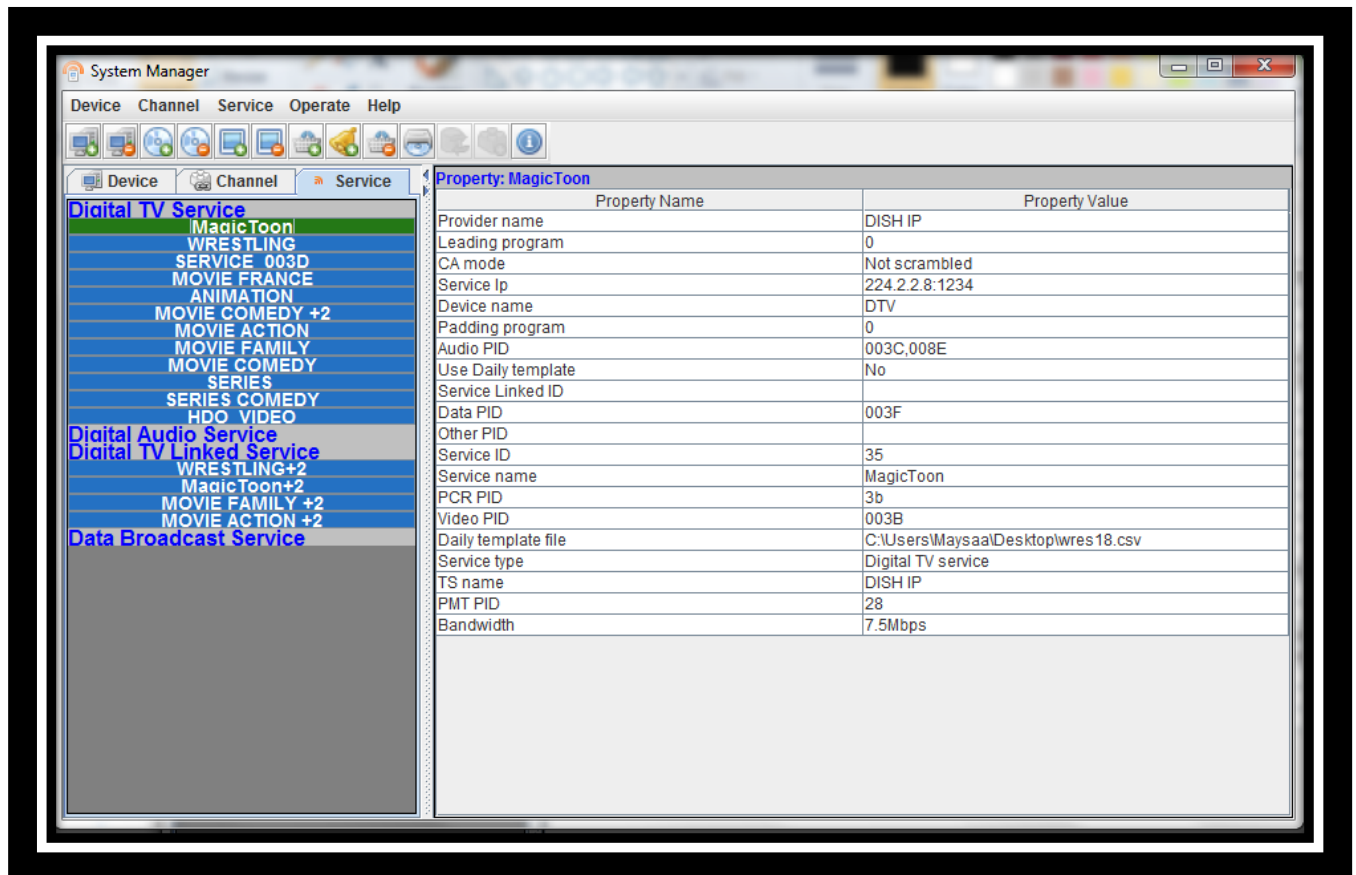 System Manager
Device Channel Service Operate Help
Device Channel Service
Digital TV Service
MagicToon
WRESTLING
SERVICE_003D
MOVIE FRANCE
ANIMATION
MOVIE COMEDY +2
MOVIE ACTION
MOVIE FAMILY
MOVIE COMEDY
SERIES
SERIES COMEDY
HDO_VIDEO
Digital Audio Service
Digital TV Linked Service
WRESTLING+2
MagicToon+2
MOVIE FAMILY +2
MOVIE ACTION +2
Data Broadcast Service
Property: MagicToon
Property Name Property Value
Provider name DISH IP
Leading program 0
CA mode Not scrambled
Service Ip 224.2.2.8:1234
Device name DTV
Padding program 0
Audio PID 003C,008E
Use Daily template No
Service Linked ID
Data PID 003F
Other PID
Service ID 35
Service name MagicToon
PCR PID 3b
Video PID 003B
Daily template file C:\Users\Maysaa\Desktop\wres18.csv
Service type Digital TV service
TS name DISH IP
PMT PID 28
Bandwidth 7.5Mbps